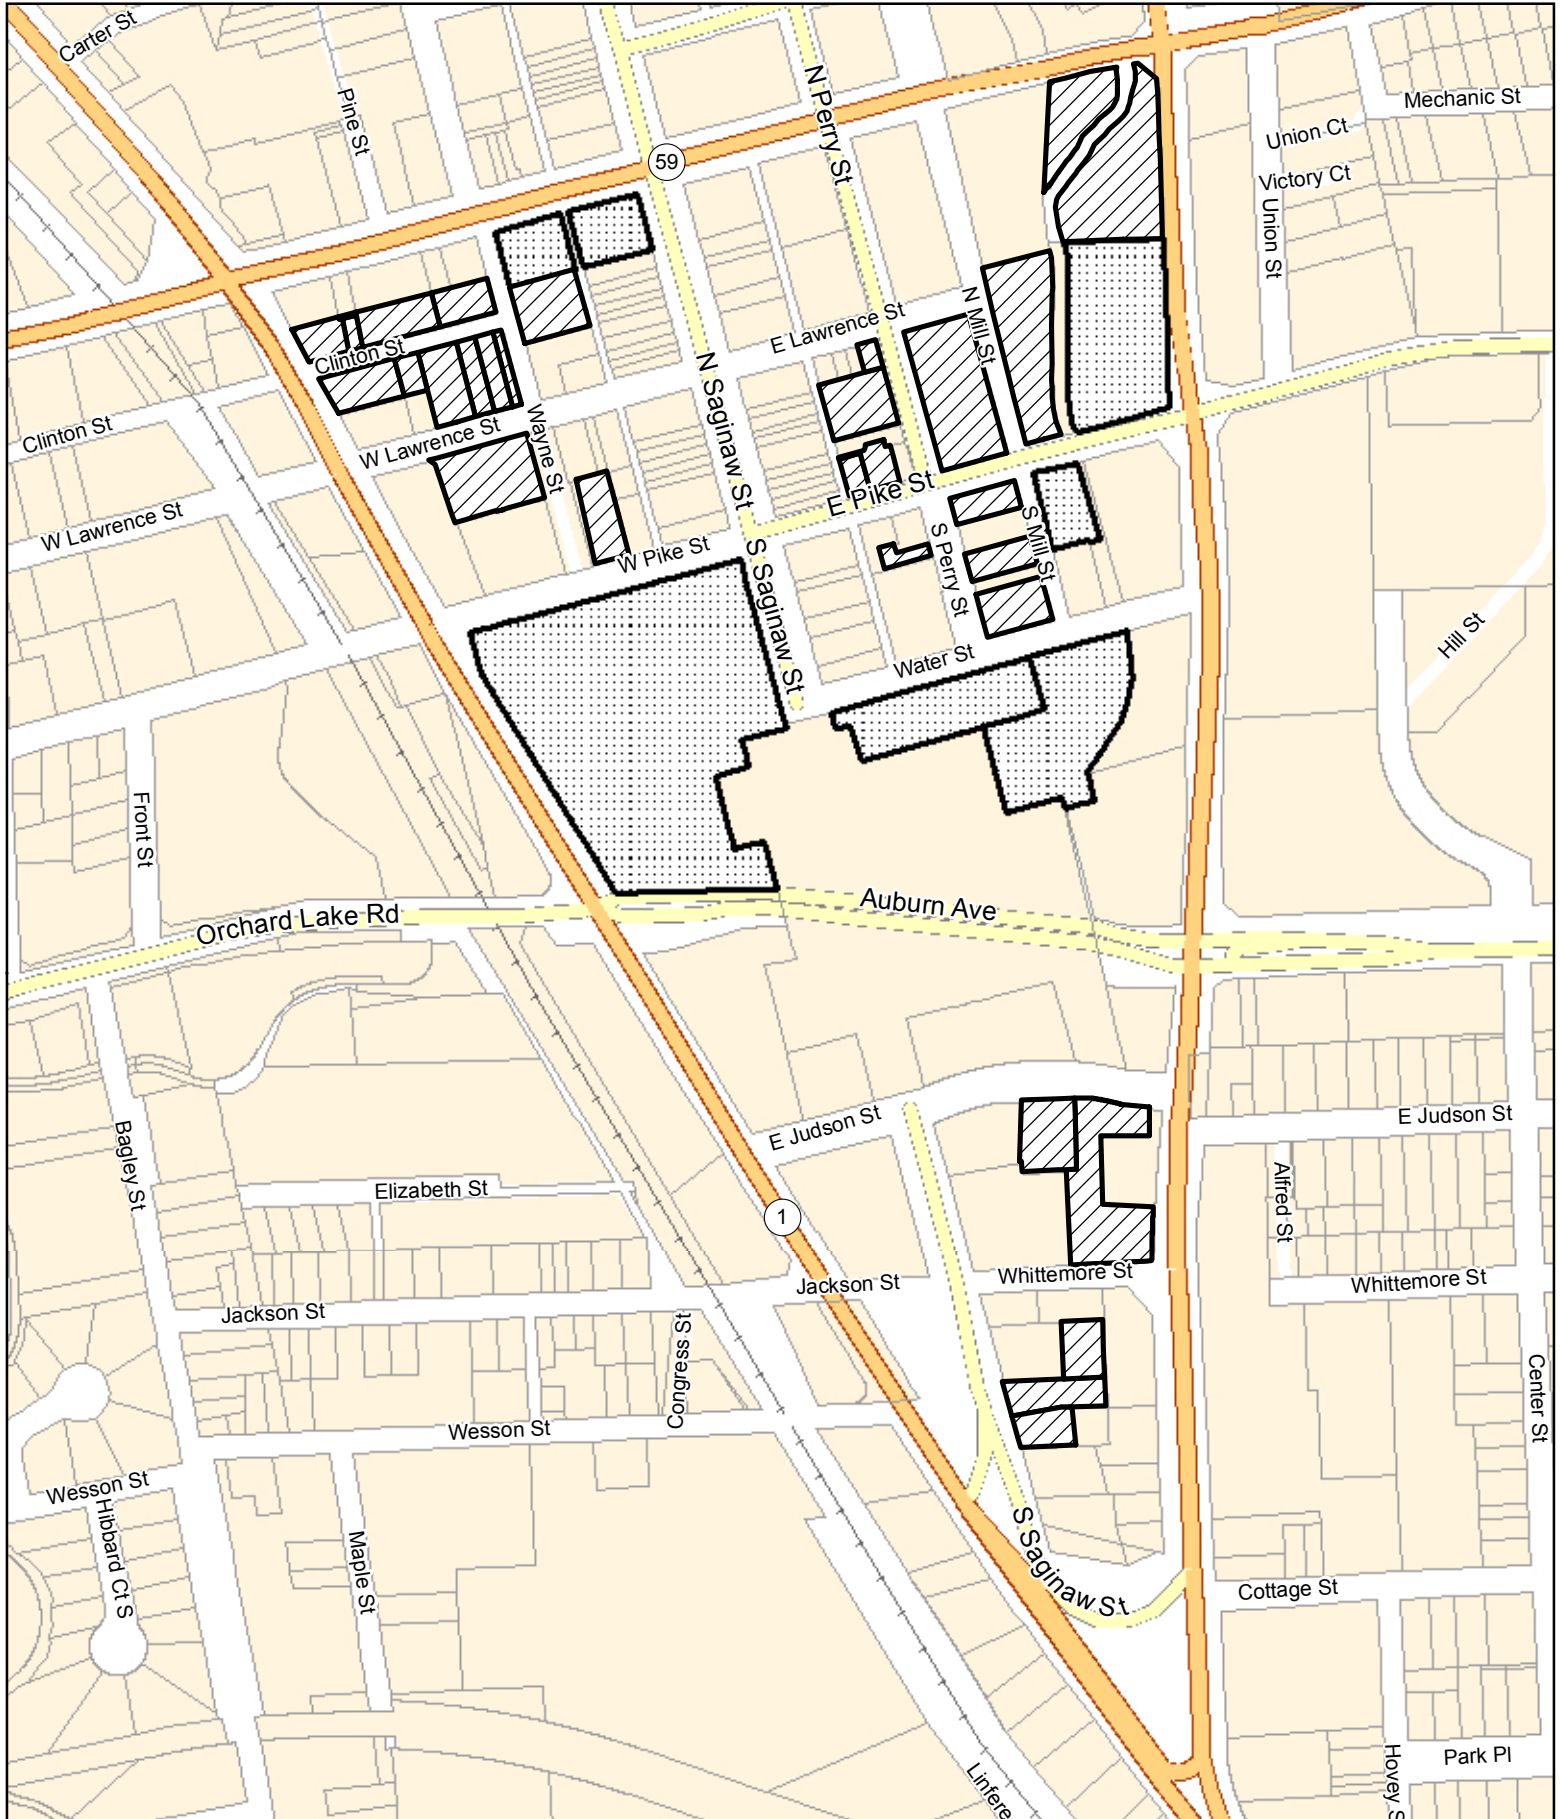 Carter St
Pine St
N Perry St
Mechanic St
Union Ct
Victory Ct
Union St
59
N Mill St
E Lawrence St
Clinton St
Clinton St
W Lawrence St
Wayne St
N Saginaw St
W Lawrence St
E Pike St
W Pike St
S Saginaw St
S Perry St
S Mill St
Water St
Hill St
Front St
Orchard Lake Rd
Auburn Ave
Bagley St
E Judson St
E Judson St
Elizabeth St
Alfred St
1
Jackson St
Whittemore St
Whittemore St
Jackson St
Congress St
Center St
Wesson St
Wesson St
Hibbard Ct S
Maple St
S Saginaw St
Cottage St
Park Pl
Hovey S
Linfere